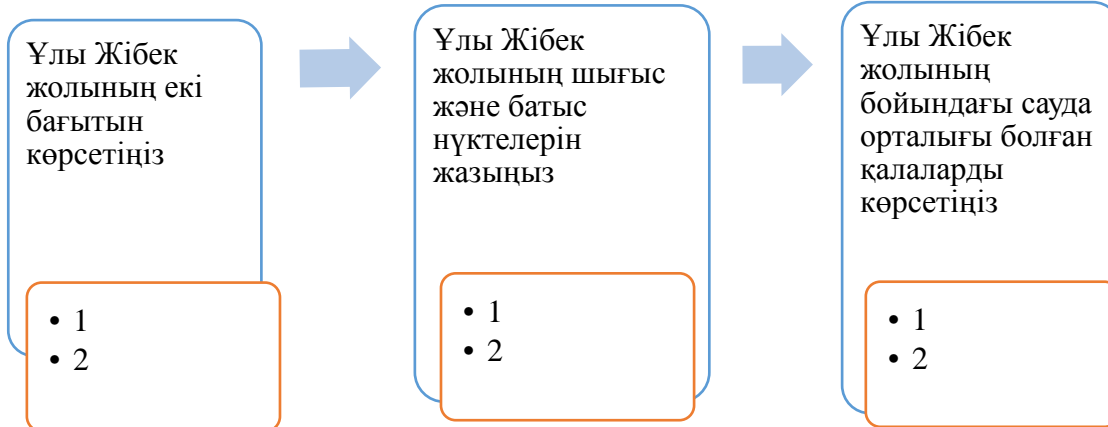 Ұлы Жібек
жолының екі
бағытын
көрсетіңіз
• 1
• 2
Ұлы Жібек
жолының шығыс
және батыс
нүктелерін
жазыңыз
• 1
• 2
Ұлы Жібек
жолының
бойындағы сауда
орталығы болған
қалаларды
көрсетіңіз
• 1
• 2